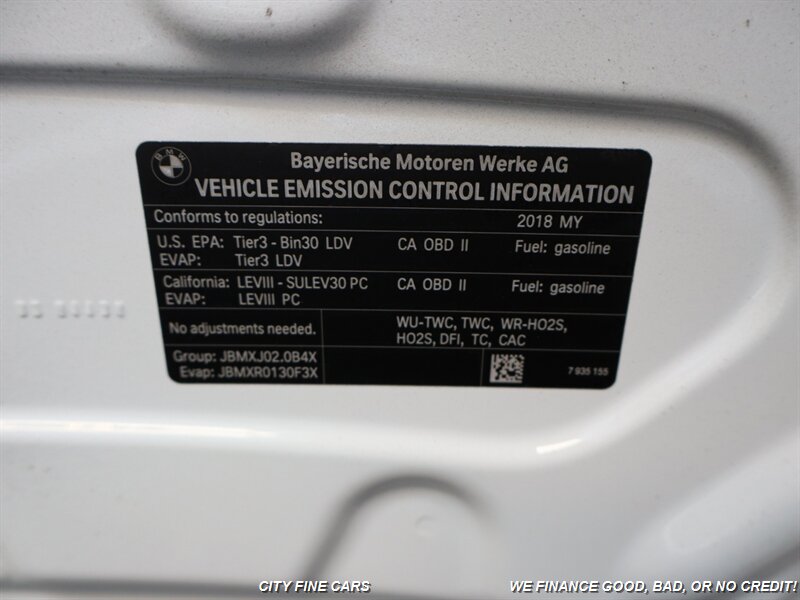 BMW
Bayerische Motoren Werke AG
VEHICLE EMISSION CONTROL INFORMATION
Conforms to regulations: 2018 MY
U.S. EPA: Tier3 - Bin30 LDV CA OBD II Fuel: gasoline
EVAP: Tier3 LDV
California: LEVIII - SULEV30 PC CA OBD II Fuel: gasoline
EVAP: LEVIII PC
No adjustments needed.
WU-TWC, TWC, WR-HO2S,
HO2S, DFI, TC, CAC
Group: JBMXJ02.0B4X
Evap: JBMXR0130F3X
7 935 155
CITY FINE CARS
WE FINANCE GOOD, BAD, OR NO CREDIT!